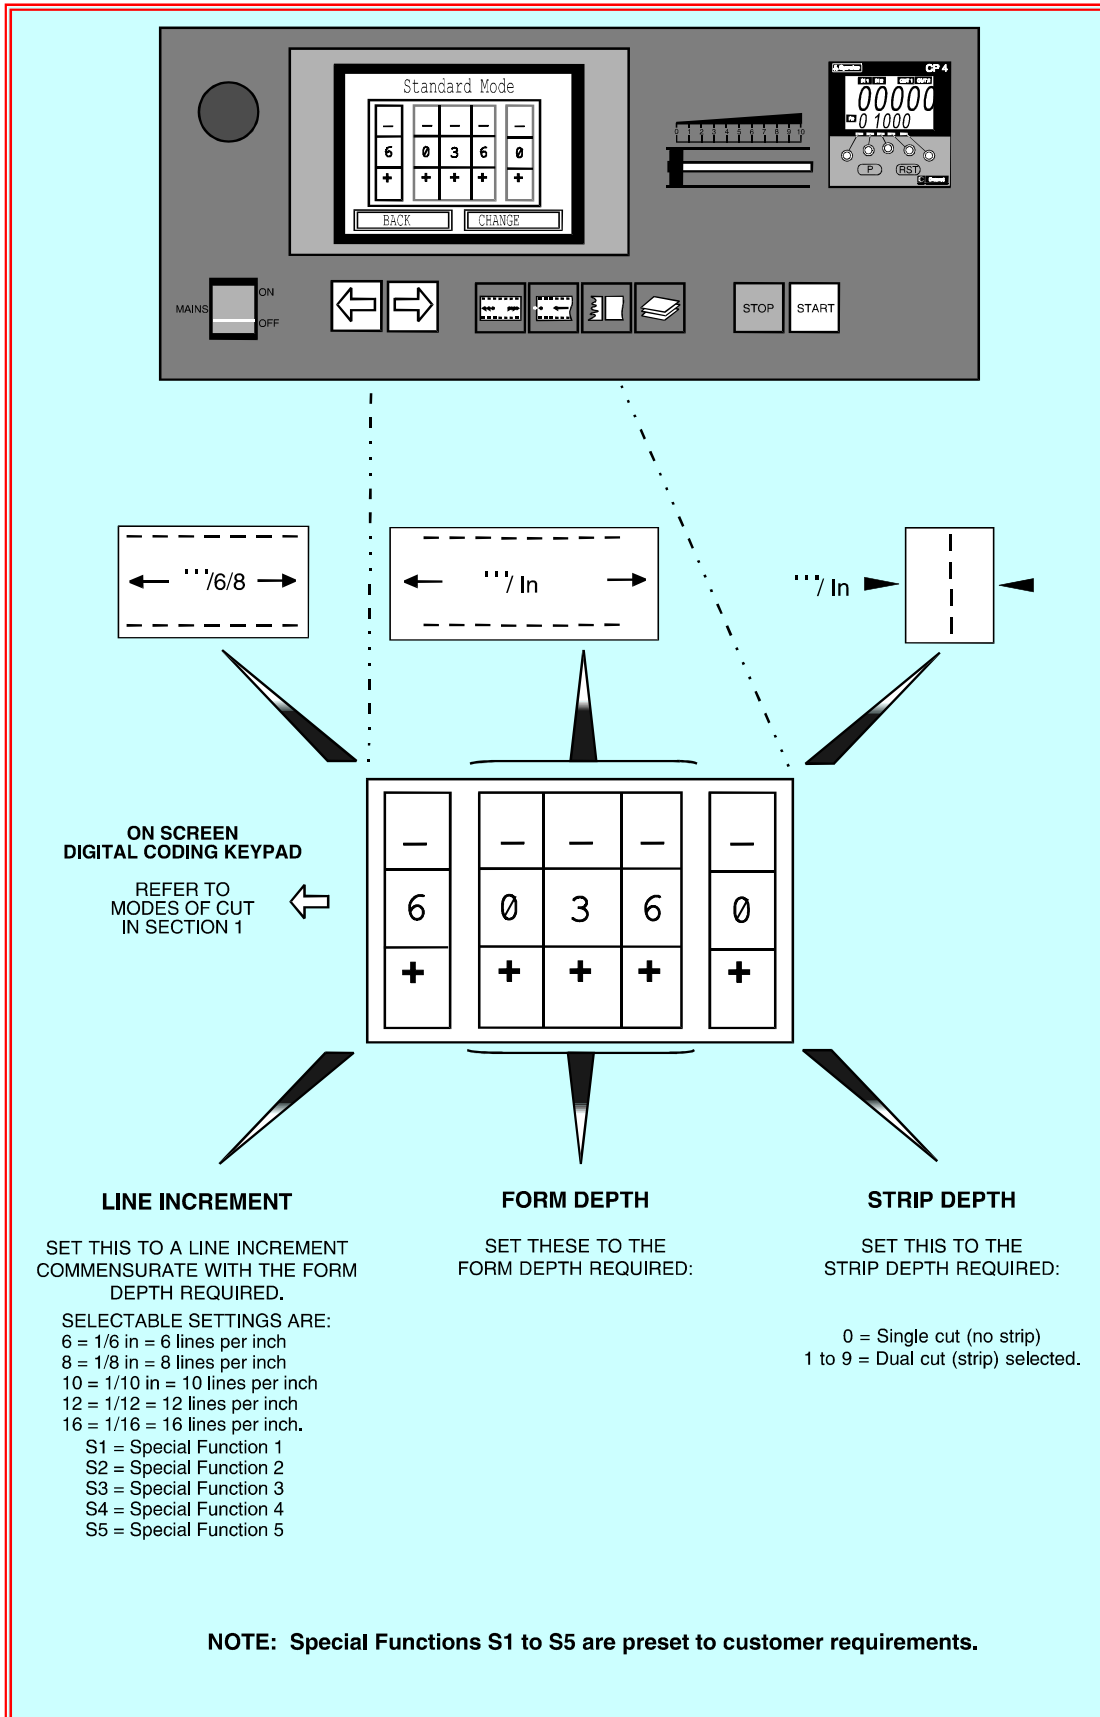 Standard Mode
− − − − −
6 0 3 6 0
+ + + + +
BACK CHANGE
CP 4
00000
0 1000
P RST
0 1 2 3 4 5 6 7 8 9 10
MAINS
ON
OFF
STOP START
/6/8
/ In
/ In
ON SCREEN
DIGITAL CODING KEYPAD
REFER TO
MODES OF CUT
IN SECTION 1
− − − − −
6 0 3 6 0
+ + + + +
LINE INCREMENT
SET THIS TO A LINE INCREMENT
COMMENSURATE WITH THE FORM
DEPTH REQUIRED.
SELECTABLE SETTINGS ARE:
6 = 1/6 in = 6 lines per inch
8 = 1/8 in = 8 lines per inch
10 = 1/10 in = 10 lines per inch
12 = 1/12 = 12 lines per inch
16 = 1/16 = 16 lines per inch.
S1 = Special Function 1
S2 = Special Function 2
S3 = Special Function 3
S4 = Special Function 4
S5 = Special Function 5
FORM DEPTH
SET THESE TO THE
FORM DEPTH REQUIRED:
STRIP DEPTH
SET THIS TO THE
STRIP DEPTH REQUIRED:
0 = Single cut (no strip)
1 to 9 = Dual cut (strip) selected.
NOTE: Special Functions S1 to S5 are preset to customer requirements.